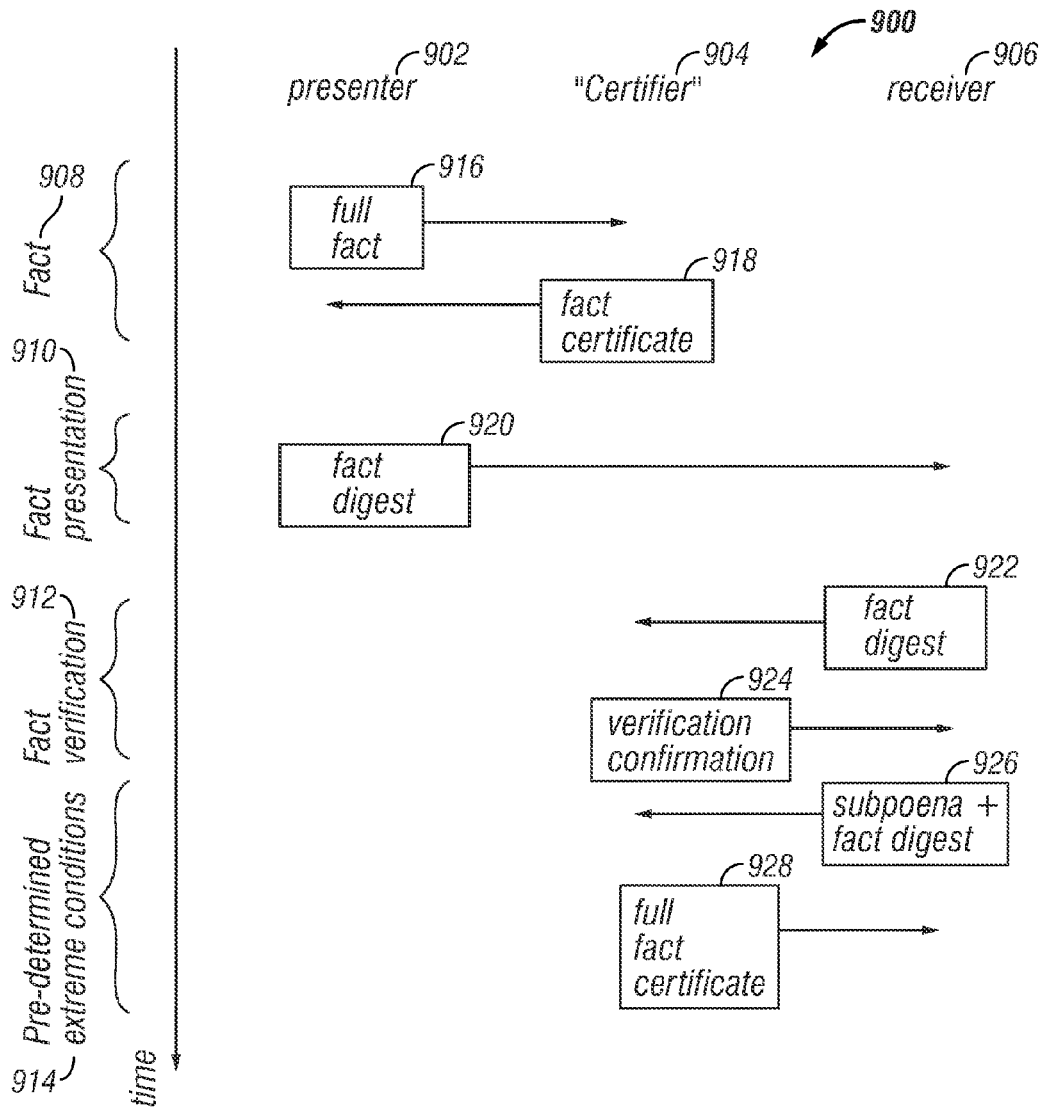 900
902
presenter
904
"Certifier"
906
receiver
908
Fact
916
full
fact
918
fact
certificate
910
Fact
presentation
920
fact
digest
912
Fact
verification
922
fact
digest
924
verification
confirmation
926
subpoena +
fact digest
Pre-determined
extreme conditions
914
928
full
fact
certificate
time